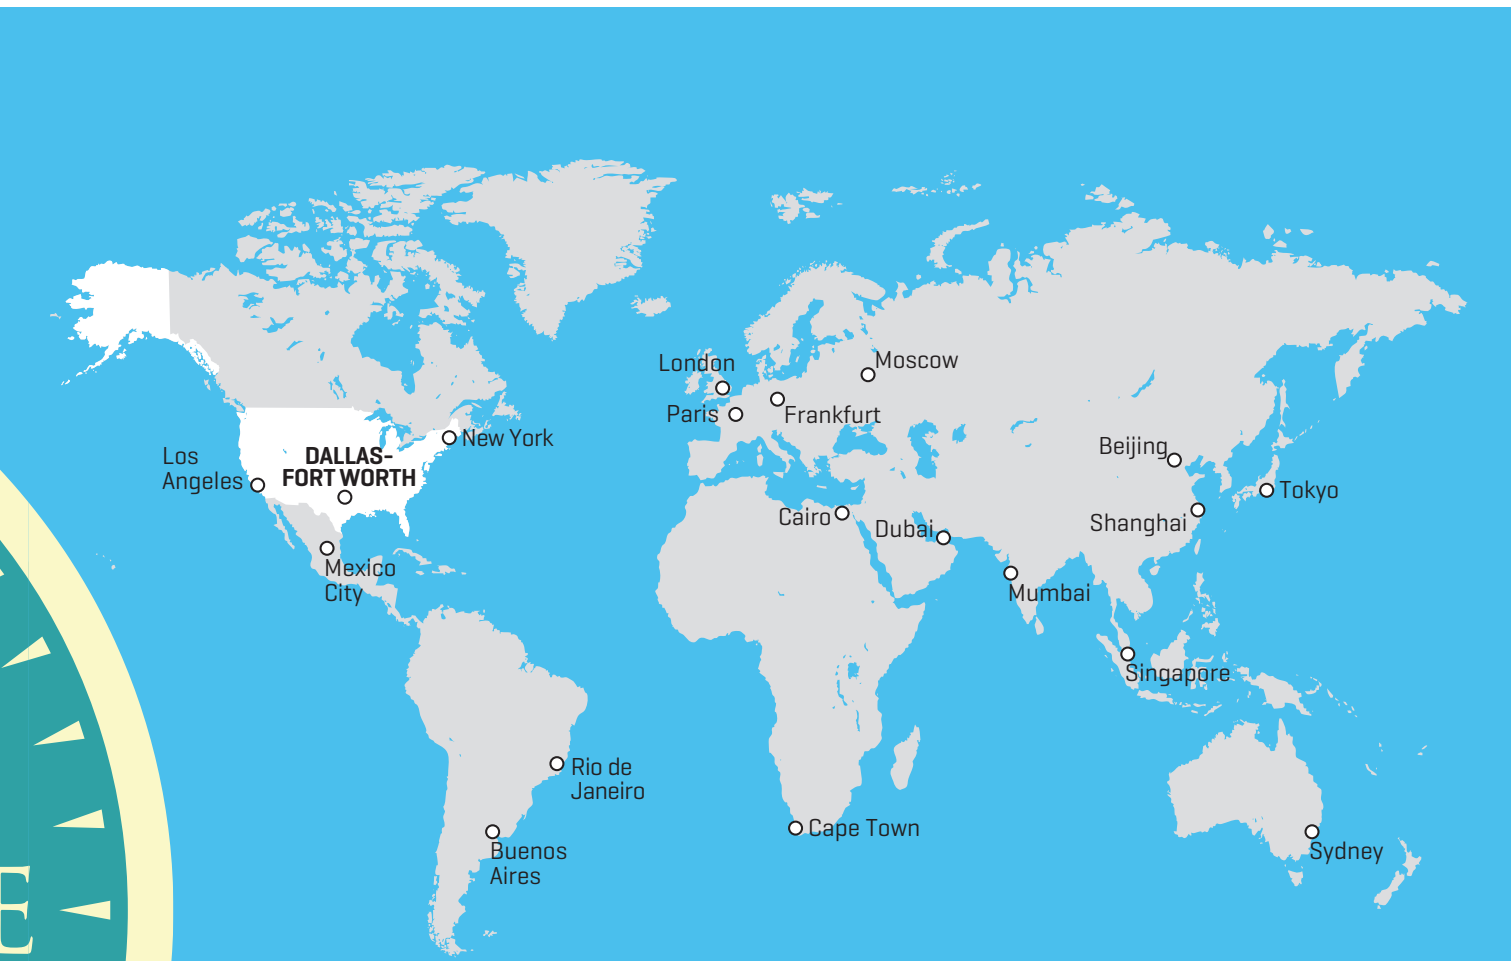 London
Moscow
Paris
Frankfurt
New York
Los
Angeles
DALLAS-
FORT WORTH
Beijing
Tokyo
Cairo
Dubai
Shanghai
Mexico
City
Mumbai
Singapore
Rio de
Janeiro
Cape Town
Buenos
Aires
Sydney
E